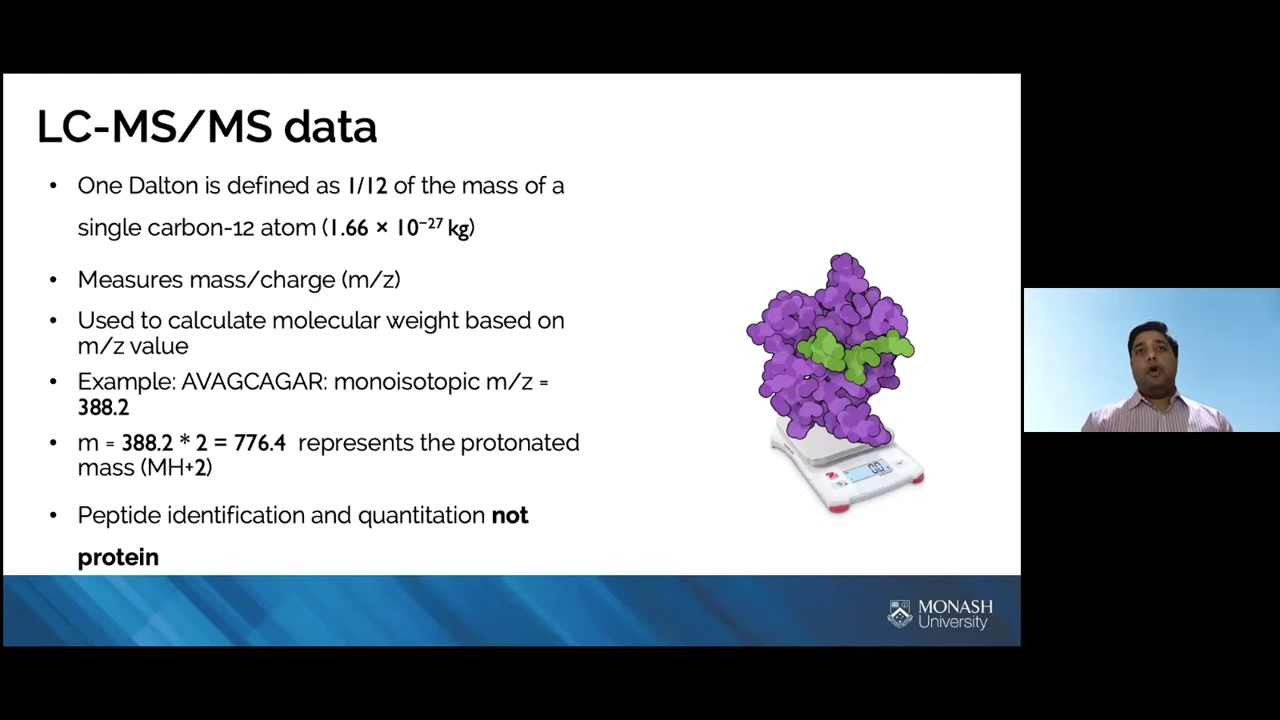 LC-MS/MS data
• One Dalton is defined as 1/12 of the mass of a
single carbon-12 atom (1.66 × 10⁻²⁷ kg)
• Measures mass/charge (m/z)
• Used to calculate molecular weight based on
m/z value
• Example: AVAGCAGAR: monoisotopic m/z =
388.2
• m = 388.2 * 2 = 776.4 represents the protonated
mass (MH+2)
• Peptide identification and quantitation not
protein
0.0
MONASH
University